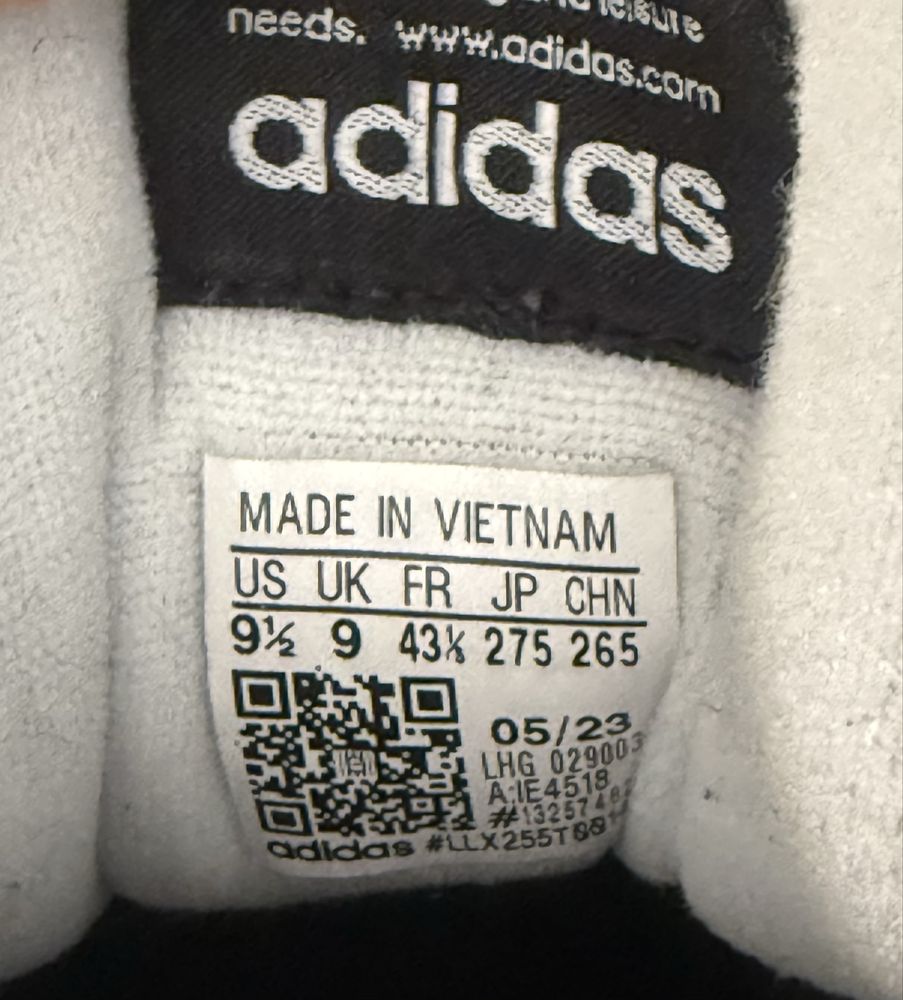 leisure
needs. www.adidas.com
adidas
MADE IN VIETNAM
US UK FR JP CHN
9½ 9 43⅓ 275 265
05/23
LHG 029003
A:IE4518
adidas